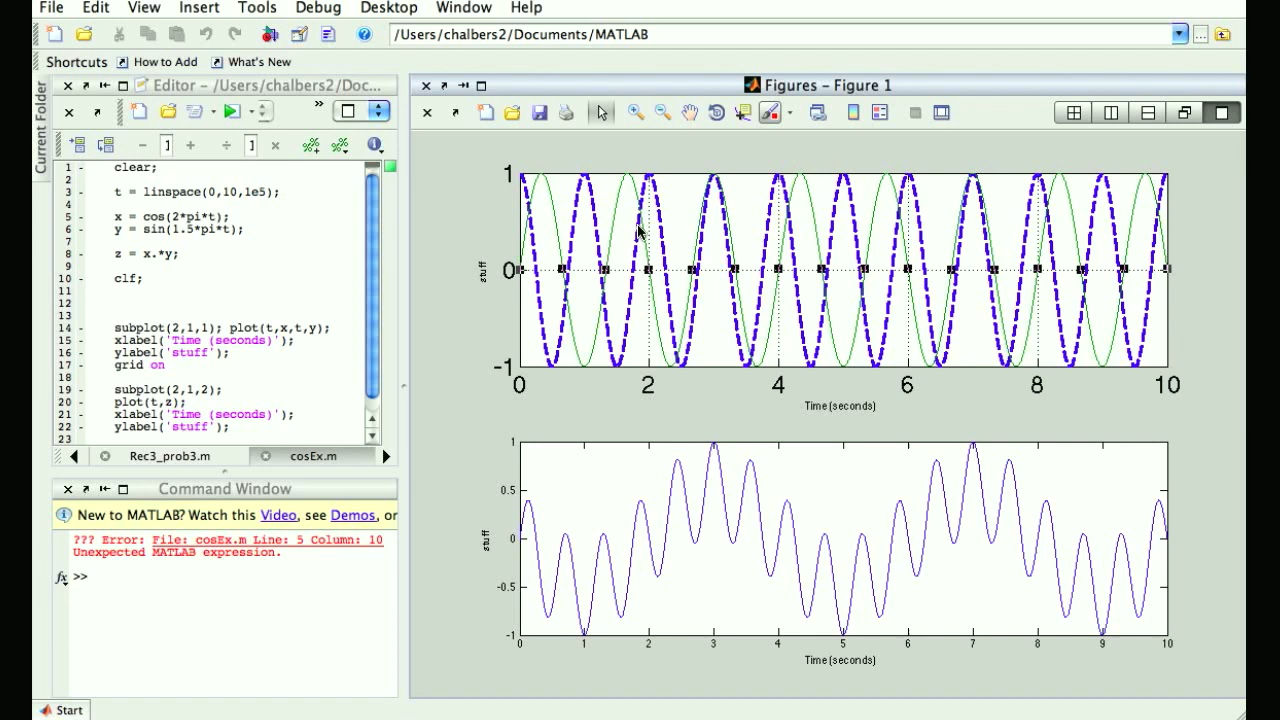 File Edit View Insert Tools Debug Desktop Window Help
/Users/chalbers2/Documents/MATLAB
...
Shortcuts How to Add What's New
Current Folder
Editor - /Users/chalbers2/Doc...
»
1 1
1 - clear;
2
3 - t = linspace(0,10,1e5);
4
5 - x = cos(2*pi*t);
6 - y = sin(1.5*pi*t);
7
8 - z = x.*y;
9
10 - clf;
11
12
13
14 - subplot(2,1,1); plot(t,x,t,y);
15 - xlabel('Time (seconds)');
16 - ylabel('stuff');
17 - grid on
18
19 - subplot(2,1,2);
20 - plot(t,z);
21 - xlabel('Time (seconds)');
22 - ylabel('stuff');
23
Rec3_prob3.m cosEx.m
Command Window
New to MATLAB? Watch this Video, see Demos, or
??? Error: File: cosEx.m Line: 5 Column: 10
Unexpected MATLAB expression.
fx >>
Start
Figures - Figure 1
1
0
-1
stuff
0 2 4 6 8 10
Time (seconds)
1
0.5
0
-0.5
-1
stuff
0 1 2 3 4 5 6 7 8 9 10
Time (seconds)